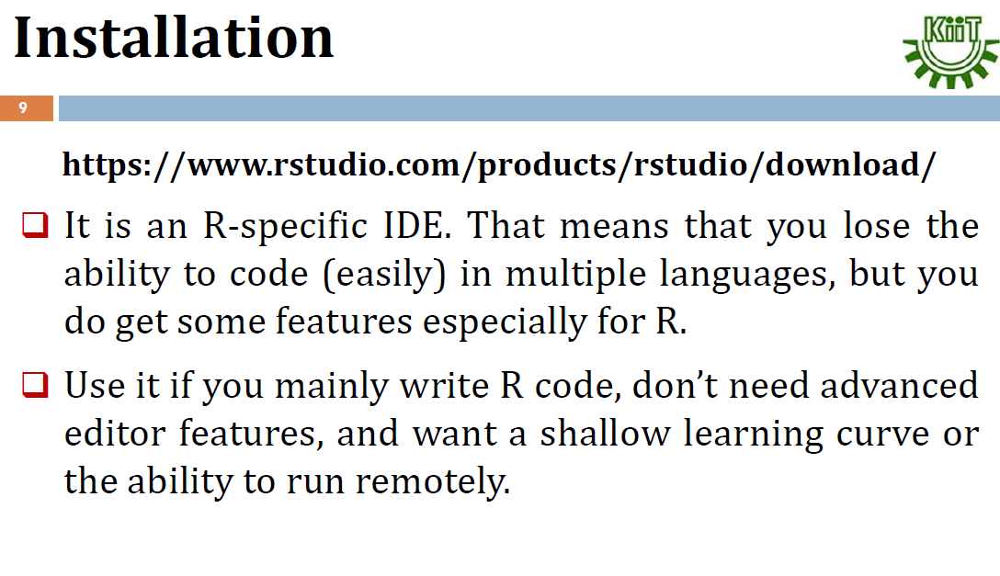 Installation
KiiT
9
https://www.rstudio.com/products/rstudio/download/
It is an R-specific IDE. That means that you lose the
ability to code (easily) in multiple languages, but you
do get some features especially for R.
Use it if you mainly write R code, don’t need advanced
editor features, and want a shallow learning curve or
the ability to run remotely.